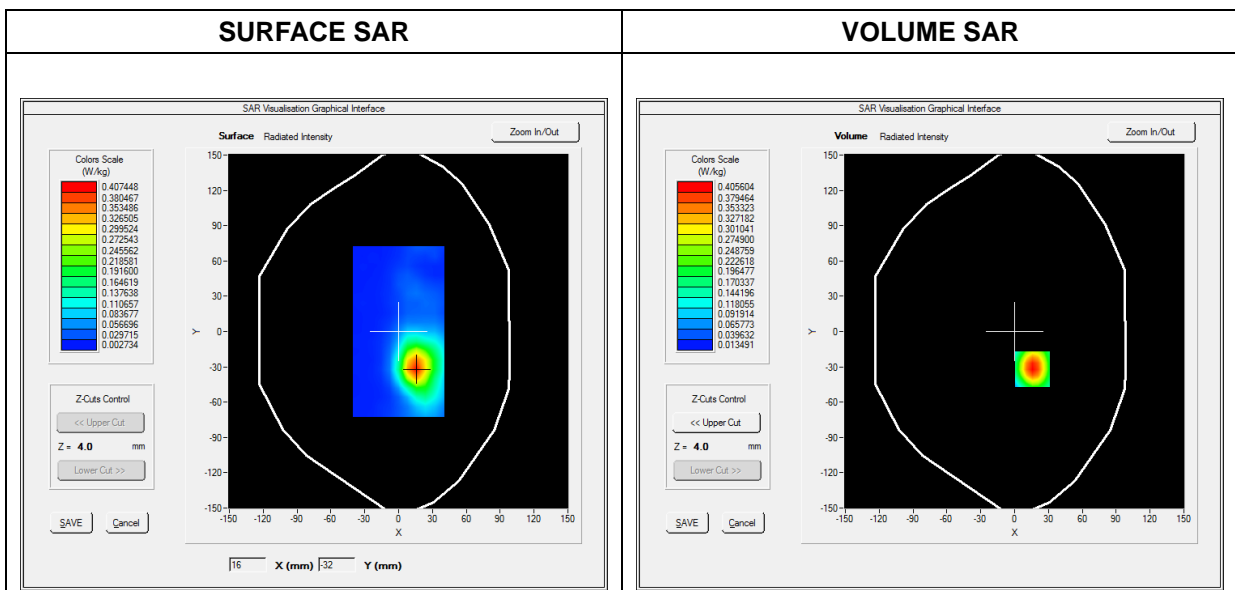 SURFACE SAR
VOLUME SAR
SAR Visualisation Graphical Interface
Surface Radiated Intensity
Zoom In/Out
Colors Scale
(W/kg)
0.407448
0.380467
0.353486
0.326505
0.299524
0.272543
0.245562
0.218581
0.191600
0.164619
0.137638
0.110657
0.083677
0.056696
0.029715
0.002734
Z-Cuts Control
<< Upper Cut
Z = 4.0 mm
Lower Cut >>
SAVE Cancel
150
120
90
60
30
0
-30
-60
-90
-120
-150
Y
-150 -120 -90 -60 -30 0 30 60 90 120 150
X
16 X (mm) -32 Y (mm)
SAR Visualisation Graphical Interface
Volume Radiated Intensity
Zoom In/Out
Colors Scale
(W/kg)
0.405604
0.379464
0.353323
0.327182
0.301041
0.274900
0.248759
0.222618
0.196477
0.170337
0.144196
0.118055
0.091914
0.065773
0.039632
0.013491
Z-Cuts Control
<< Upper Cut
Z = 4.0 mm
Lower Cut >>
SAVE Cancel
150
120
90
60
30
0
-30
-60
-90
-120
-150
Y
-150 -120 -90 -60 -30 0 30 60 90 120 150
X